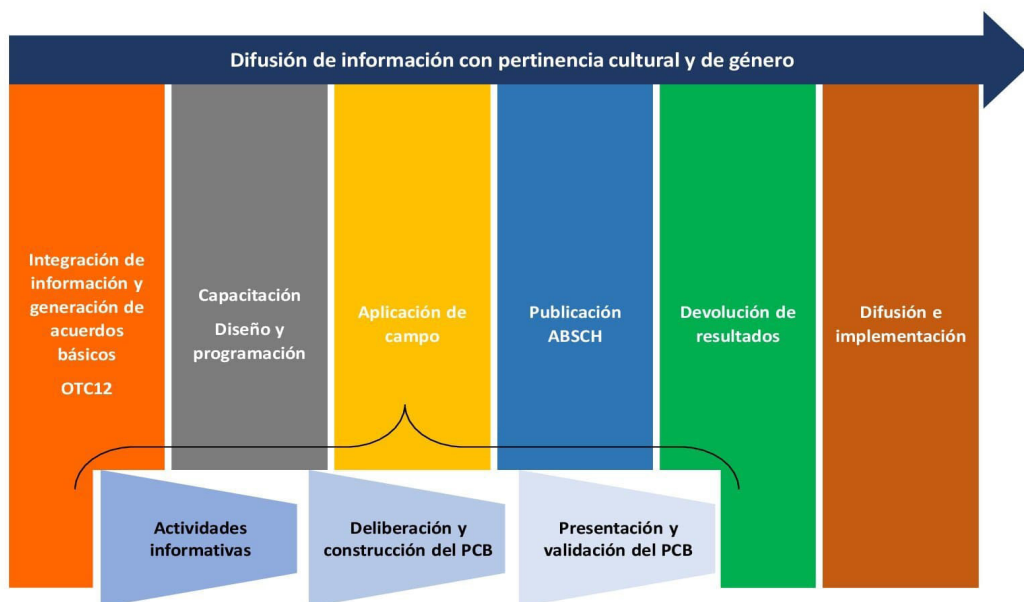 Difusión de información con pertinencia cultural y de género
Integración de
información y
generación de
acuerdos
básicos
OTC12
Capacitación
Diseño y
programación
Aplicación de
campo
Publicación
ABSCH
Devolución de
resultados
Difusión e
implementación
Actividades
informativas
Deliberación y
construcción del PCB
Presentación y
validación del PCB